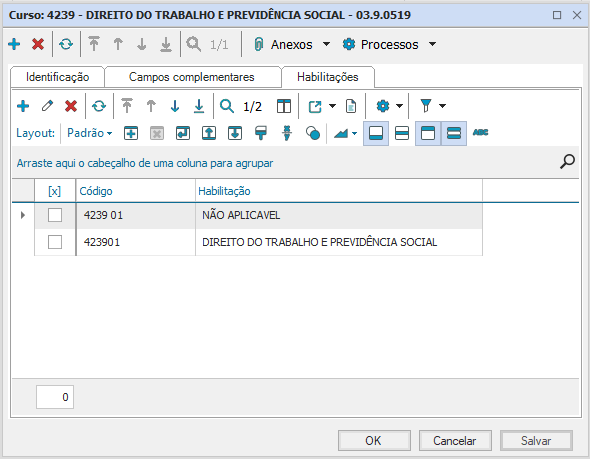 Curso: 4239 - DIREITO DO TRABALHO E PREVIDÊNCIA SOCIAL - 03.9.0519
1/1 Anexos Processos
Identificação Campos complementares Habilitações
1/2
Layout: Padrão ABC
Arraste aqui o cabeçalho de uma coluna para agrupar
[x] Código Habilitação
4239 01 NÃO APLICAVEL
423901 DIREITO DO TRABALHO E PREVIDÊNCIA SOCIAL
0
OK Cancelar Salvar